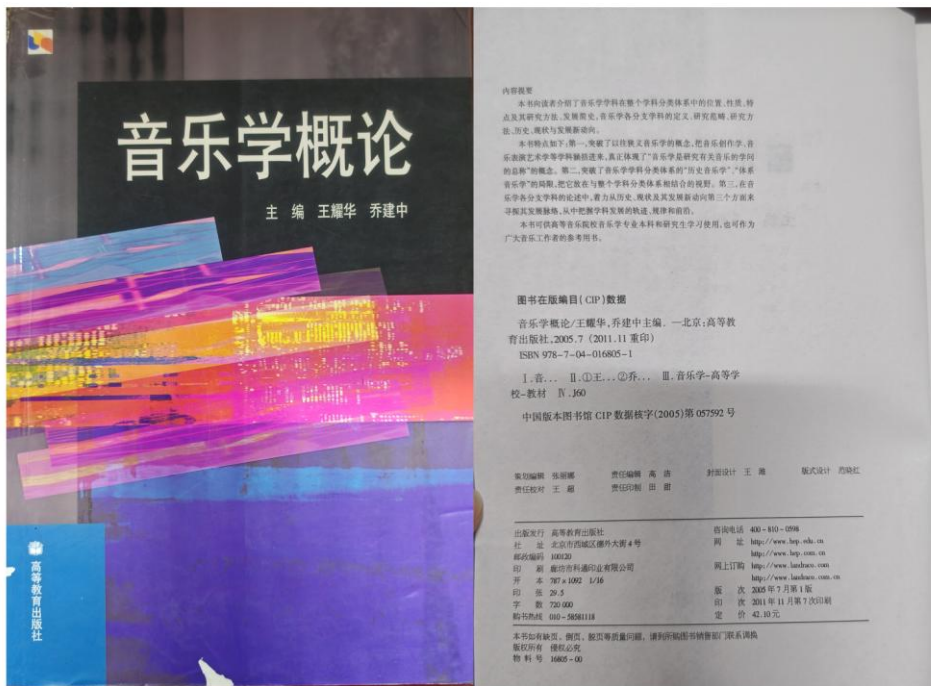 音乐学概论
主 编 王耀华 乔建中
高等教育出版社
内容提要
本书向读者介绍了音乐学学科在整个学科分类体系中的位置、性质、特
点及其研究方法、发展简史,音乐学各分支学科的定义、研究范畴、研究方
法、历史、现状与发展新动向。
本书特点如下:第一,突破了以往狭义音乐学的概念,把音乐创作学、音
乐表演艺术学等学科涵括进来,真正体现了“音乐学是研究有关音乐的学问
的总称”的概念。第二,突破了音乐学学科分类体系的“历史音乐学”、“体系
音乐学”的局限,把它放在与整个学科分类体系相结合的视野。第三,在音
乐学各分支学科的论述中,着力从历史、现状及其发展新动向第三个方面来
寻探其发展脉络,从中把握学科发展的轨迹、规律和前沿。
本书可供高等音乐院校音乐学专业本科和研究生学习使用,也可作为
广大音乐工作者的参考用书。
图书在版编目(CIP)数据
音乐学概论/王耀华,乔建中主编. —北京:高等教
育出版社,2005.7 (2011.11 重印)
ISBN 978-7-04-016805-1
Ⅰ.音... Ⅱ.①王...②乔... Ⅲ.音乐学-高等学
校-教材 Ⅳ.J60
中国版本图书馆 CIP 数据核字(2005)第 057592 号
策划编辑 张丽娜 责任编辑 高 洁 封面设计 王 雎 版式设计 范晓红
责任校对 王 超 责任印制 田 甜
出版发行 高等教育出版社 咨询电话 400-810-0598
社 址 北京市西城区德外大街4号 网 址 http://www.hep.edu.cn
邮政编码 100120 http://www.hep.com.cn
印 刷 廊坊市科通印业有限公司 网上订购 http://www.landraco.com
开 本 787×1092 1/16 http://www.landraco.com.cn
印 张 29.5 版 次 2005年7月第1版
字 数 720 000 印 次 2011年11月第7次印刷
购书热线 010-58581118 定 价 42.10元
本书如有缺页、倒页、脱页等质量问题,请到所购图书销售部门联系调换
版权所有 侵权必究
物 料 号 16805-00